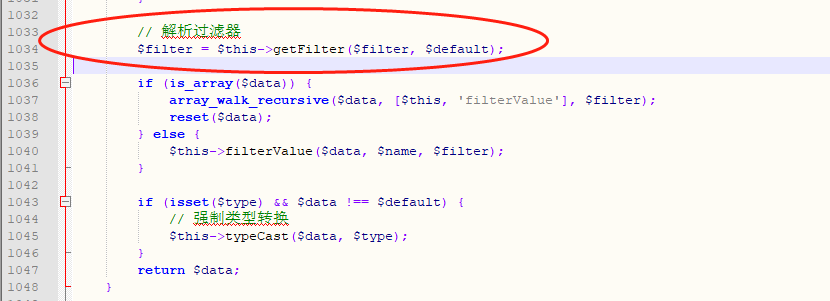 1032
1033 // 解析过滤器
1034 $filter = $this->getFilter($filter, $default);
1035
1036 if (is_array($data)) {
1037 array_walk_recursive($data, [$this, 'filterValue'], $filter);
1038 reset($data);
1039 } else {
1040 $this->filterValue($data, $name, $filter);
1041 }
1042
1043 if (isset($type) && $data !== $default) {
1044 // 强制类型转换
1045 $this->typeCast($data, $type);
1046 }
1047 return $data;
1048 }